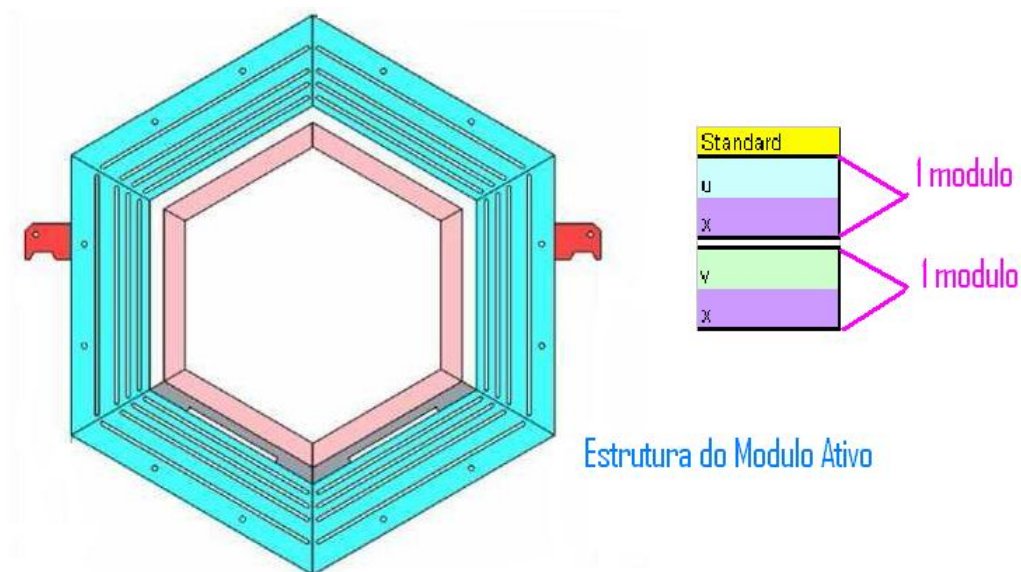 Standard
u
x
1 modulo
v
x
1 modulo
Estrutura do Modulo Ativo